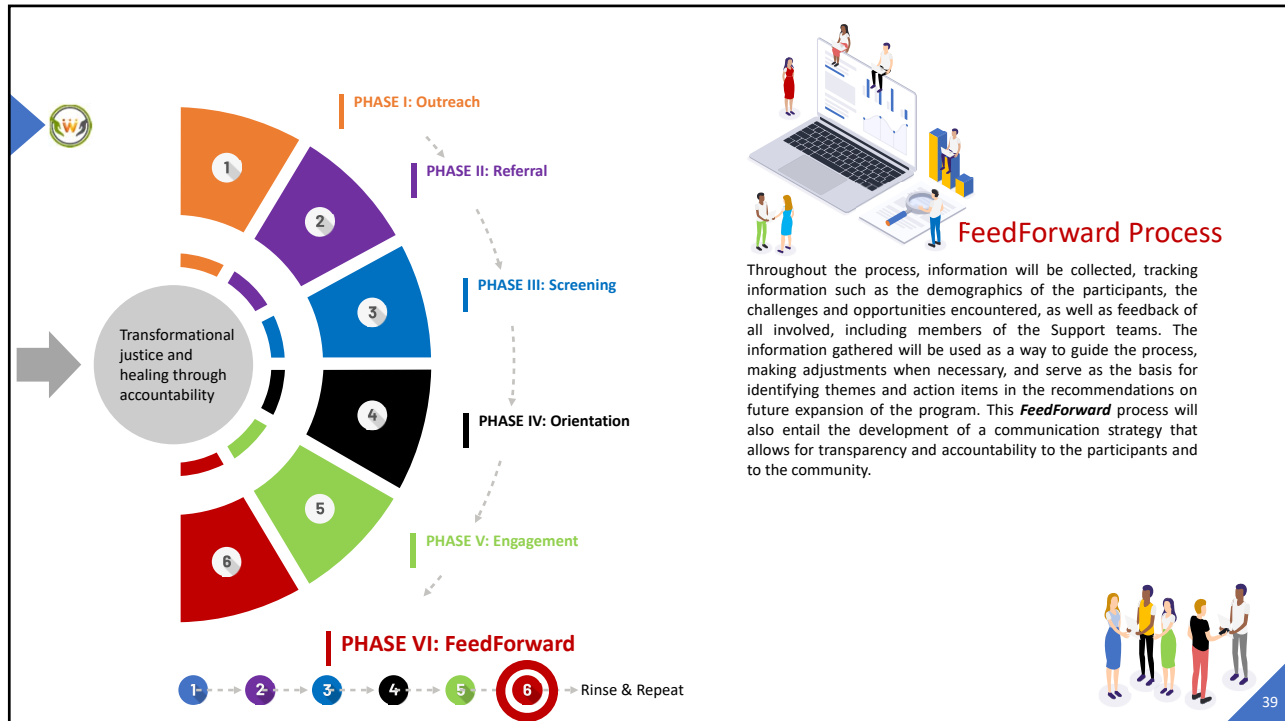 W
1
2
3
4
5
6
Transformational
justice and
healing through
accountability
PHASE I: Outreach
PHASE II: Referral
PHASE III: Screening
PHASE IV: Orientation
PHASE V: Engagement
PHASE VI: FeedForward
1 2 3 4 5 6 Rinse & Repeat
FeedForward Process
Throughout the process, information will be collected, tracking
information such as the demographics of the participants, the
challenges and opportunities encountered, as well as feedback of
all involved, including members of the Support teams. The
information gathered will be used as a way to guide the process,
making adjustments when necessary, and serve as the basis for
identifying themes and action items in the recommendations on
future expansion of the program. This FeedForward process will
also entail the development of a communication strategy that
allows for transparency and accountability to the participants and
to the community.
39